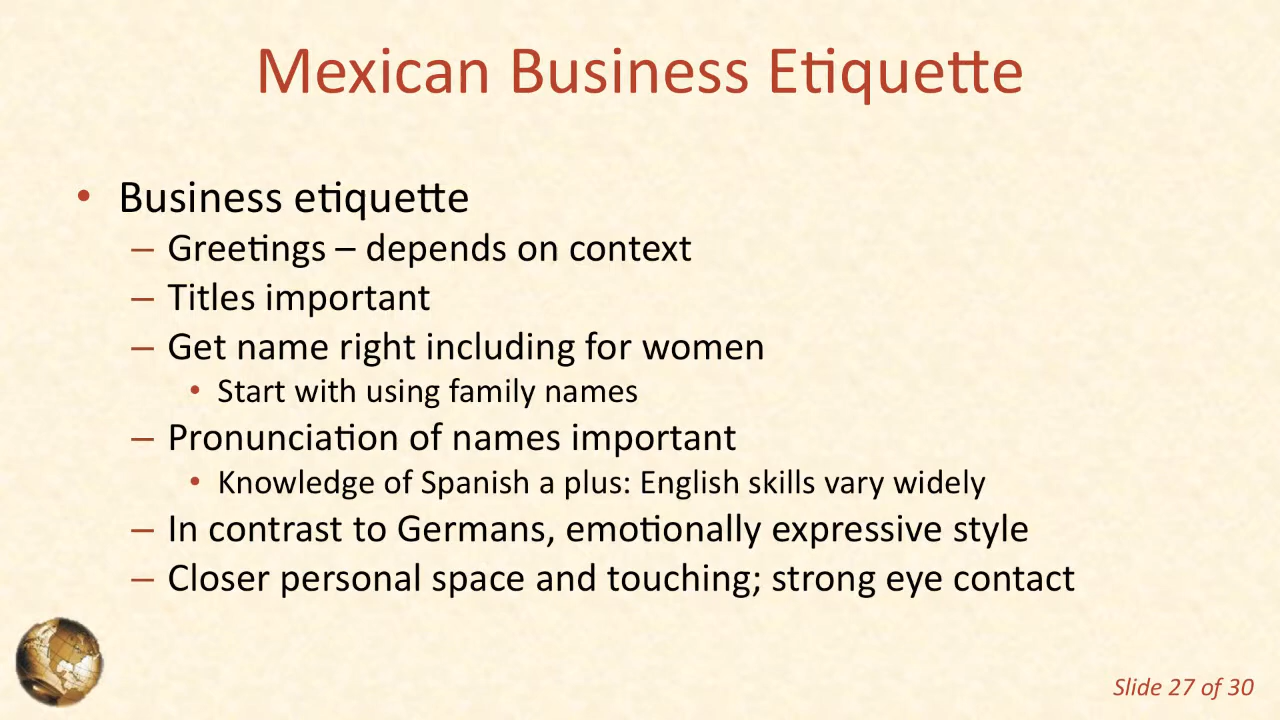 Mexican Business Etiquette
• Business etiquette
– Greetings – depends on context
– Titles important
– Get name right including for women
• Start with using family names
– Pronunciation of names important
• Knowledge of Spanish a plus: English skills vary widely
– In contrast to Germans, emotionally expressive style
– Closer personal space and touching; strong eye contact
Slide 27 of 30